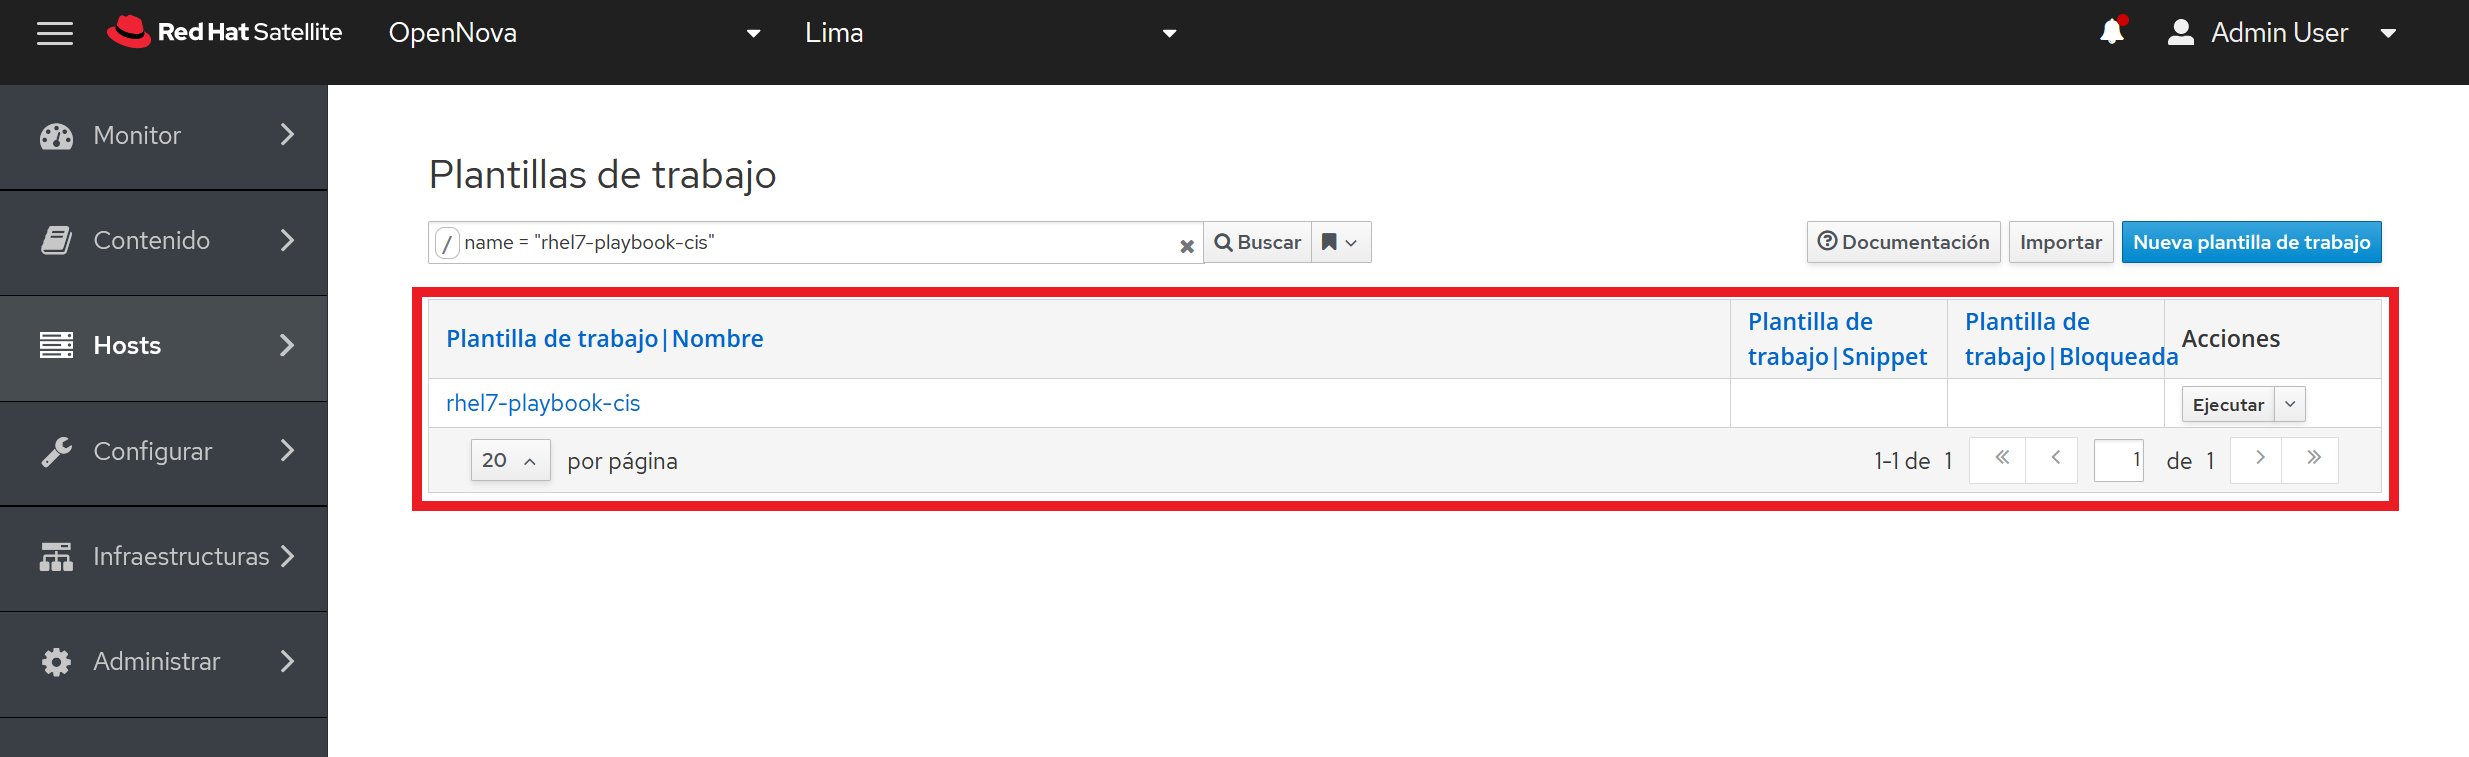 Red Hat Satellite OpenNova Lima Admin User
Monitor
Contenido
Hosts
Configurar
Infraestructuras
Administrar
Plantillas de trabajo
/ name = "rhel7-playbook-cis" Buscar Documentación Importar Nueva plantilla de trabajo
Plantilla de trabajo|Nombre
Plantilla de
trabajo|Snippet
Plantilla de
trabajo|Bloqueada
Acciones
rhel7-playbook-cis Ejecutar
20 por página 1-1 de 1 1 de 1